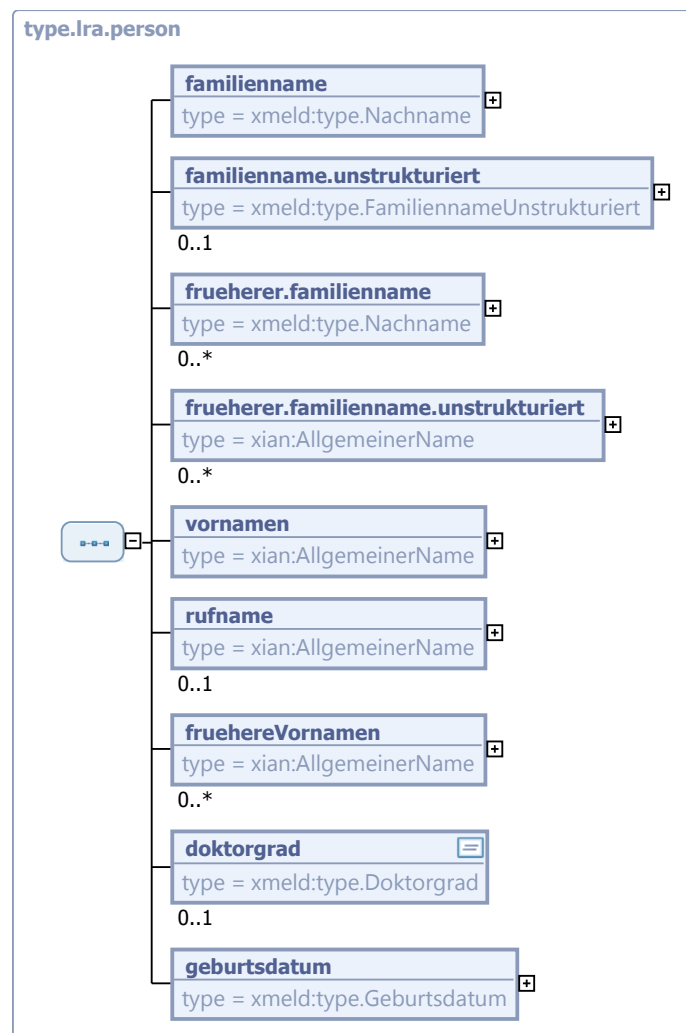 type.lra.person
familienname
type = xmeld:type.Nachname
familienname.unstrukturiert
type = xmeld:type.FamiliennameUnstrukturiert
0..1
frueherer.familienname
type = xmeld:type.Nachname
0..*
frueherer.familienname.unstrukturiert
type = xian:AllgemeinerName
0..*
vornamen
type = xian:AllgemeinerName
rufname
type = xian:AllgemeinerName
0..1
fruehereVornamen
type = xian:AllgemeinerName
0..*
doktorgrad
type = xmeld:type.Doktorgrad
0..1
geburtsdatum
type = xmeld:type.Geburtsdatum